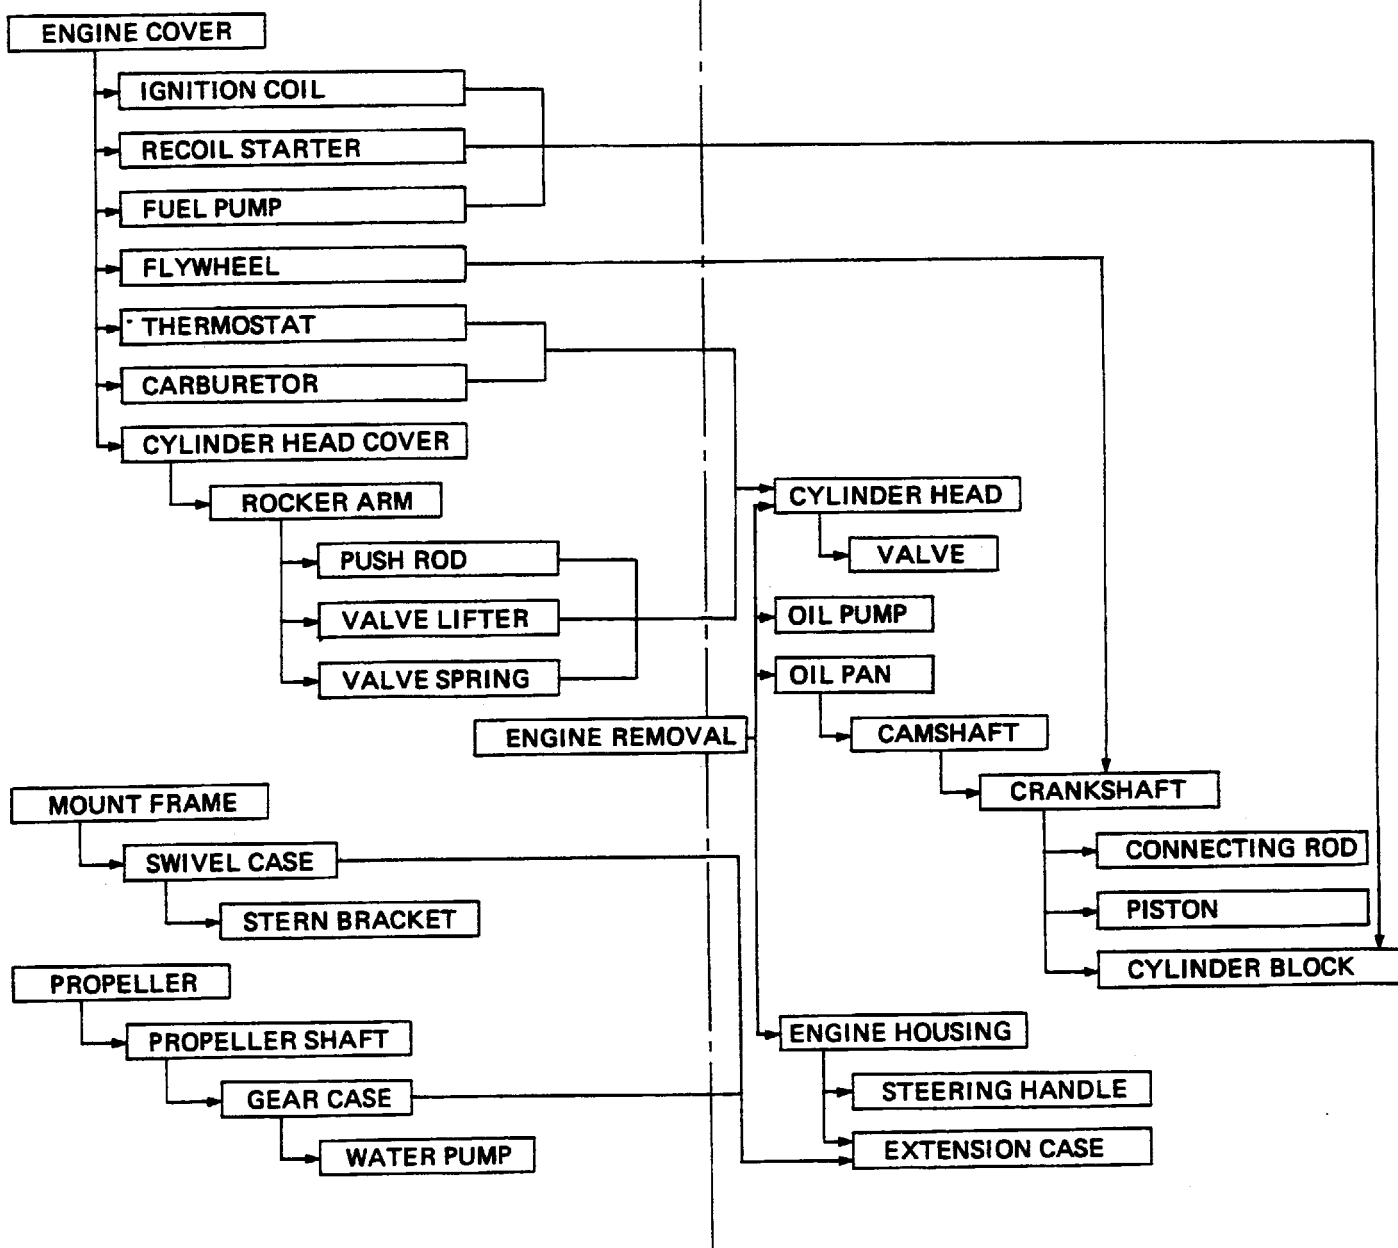 ENGINE COVER
IGNITION COIL
RECOIL STARTER
FUEL PUMP
FLYWHEEL
THERMOSTAT
CARBURETOR
CYLINDER HEAD COVER
ROCKER ARM
PUSH ROD
VALVE LIFTER
VALVE SPRING
CYLINDER HEAD
VALVE
OIL PUMP
OIL PAN
ENGINE REMOVAL
CAMSHAFT
CRANKSHAFT
CONNECTING ROD
PISTON
CYLINDER BLOCK
MOUNT FRAME
SWIVEL CASE
STERN BRACKET
PROPELLER
PROPELLER SHAFT
GEAR CASE
WATER PUMP
ENGINE HOUSING
STEERING HANDLE
EXTENSION CASE